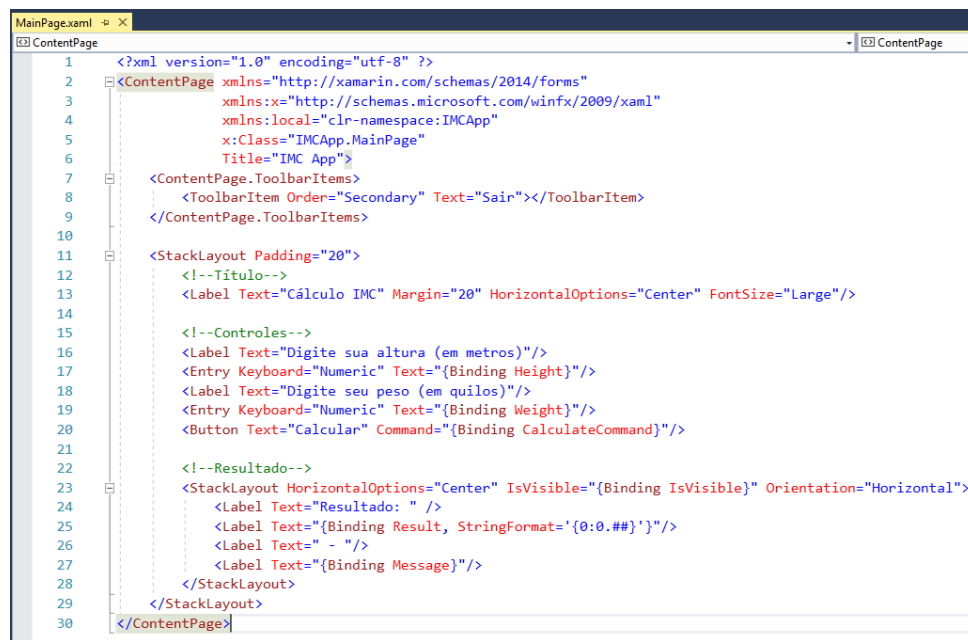 MainPage.xaml
ContentPage ContentPage
1 <?xml version="1.0" encoding="utf-8" ?>
2 <ContentPage xmlns="http://xamarin.com/schemas/2014/forms"
3 xmlns:x="http://schemas.microsoft.com/winfx/2009/xaml"
4 xmlns:local="clr-namespace:IMCApp"
5 x:Class="IMCApp.MainPage"
6 Title="IMC App">
7 <ContentPage.ToolbarItems>
8 <ToolbarItem Order="Secondary" Text="Sair"></ToolbarItem>
9 </ContentPage.ToolbarItems>
10
11 <StackLayout Padding="20">
12 <!--Título-->
13 <Label Text="Cálculo IMC" Margin="20" HorizontalOptions="Center" FontSize="Large"/>
14
15 <!--Controles-->
16 <Label Text="Digite sua altura (em metros)"/>
17 <Entry Keyboard="Numeric" Text="{Binding Height}"/>
18 <Label Text="Digite seu peso (em quilos)"/>
19 <Entry Keyboard="Numeric" Text="{Binding Weight}"/>
20 <Button Text="Calcular" Command="{Binding CalculateCommand}"/>
21
22 <!--Resultado-->
23 <StackLayout HorizontalOptions="Center" IsVisible="{Binding IsVisible}" Orientation="Horizontal">
24 <Label Text="Resultado: " />
25 <Label Text="{Binding Result, StringFormat='{0:0.##}'}"/>
26 <Label Text=" - "/>
27 <Label Text="{Binding Message}"/>
28 </StackLayout>
29 </StackLayout>
30 </ContentPage>